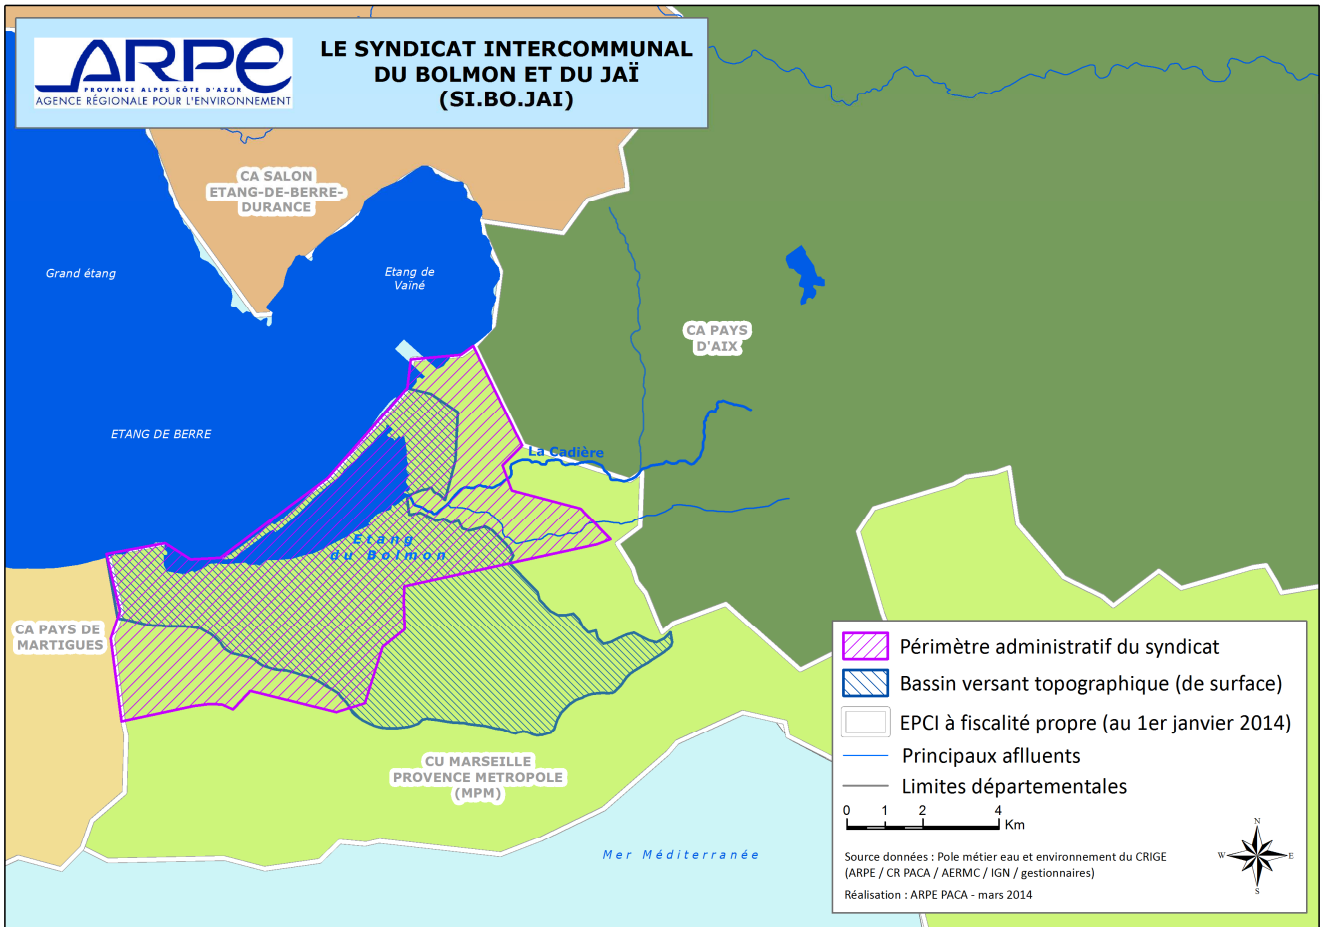 ARPE
PROVENCE ALPES CÔTE D'AZUR
AGENCE RÉGIONALE POUR L'ENVIRONNEMENT
LE SYNDICAT INTERCOMMUNAL
DU BOLMON ET DU JAÏ
(SI.BO.JAI)
CA SALON
ETANG-DE-BERRE-
DURANCE
Grand étang
Etang de
Vaïné
CA PAYS
D'AIX
ETANG DE BERRE
La Cadière
Etang
du Bolmon
CA PAYS DE
MARTIGUES
CU MARSEILLE
PROVENCE METROPOLE
(MPM)
Mer Méditerranée
Périmètre administratif du syndicat
Bassin versant topographique (de surface)
EPCI à fiscalité propre (au 1er janvier 2014)
Principaux aflluents
Limites départementales
0 1 2 4
Km
Source données : Pole métier eau et environnement du CRIGE
(ARPE / CR PACA / AERMC / IGN / gestionnaires)
Réalisation : ARPE PACA - mars 2014
N
W E
S